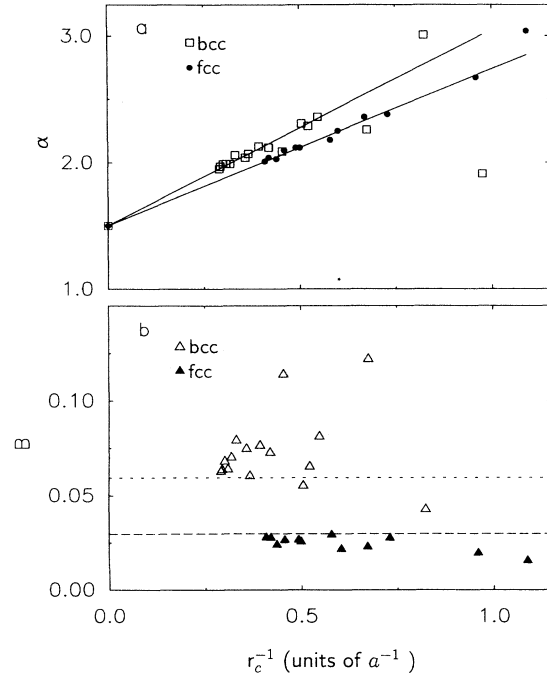 3.0
a
bcc
fcc
α
2.0
1.0
b
bcc
fcc
0.10
B
0.05
0.00
0.0
0.5
1.0
r_c^{-1} (units of a^{-1})